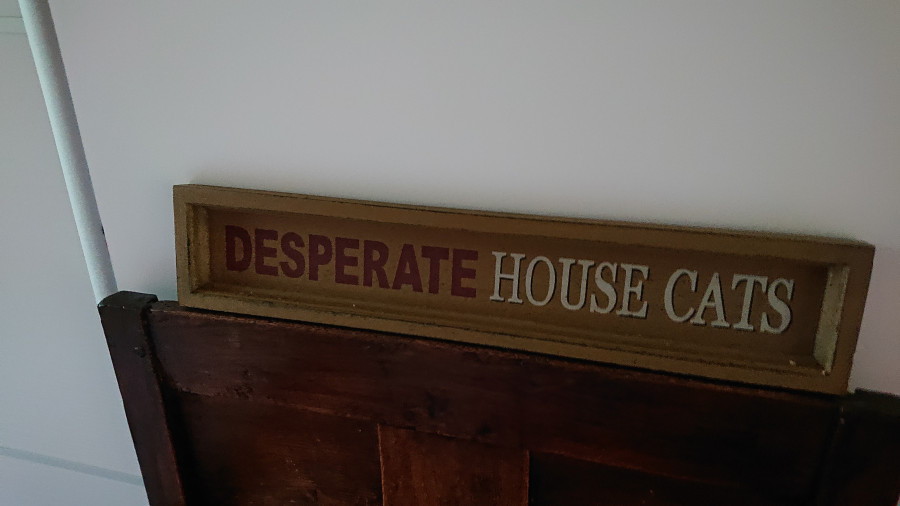 DESPERATE HOUSE CATS